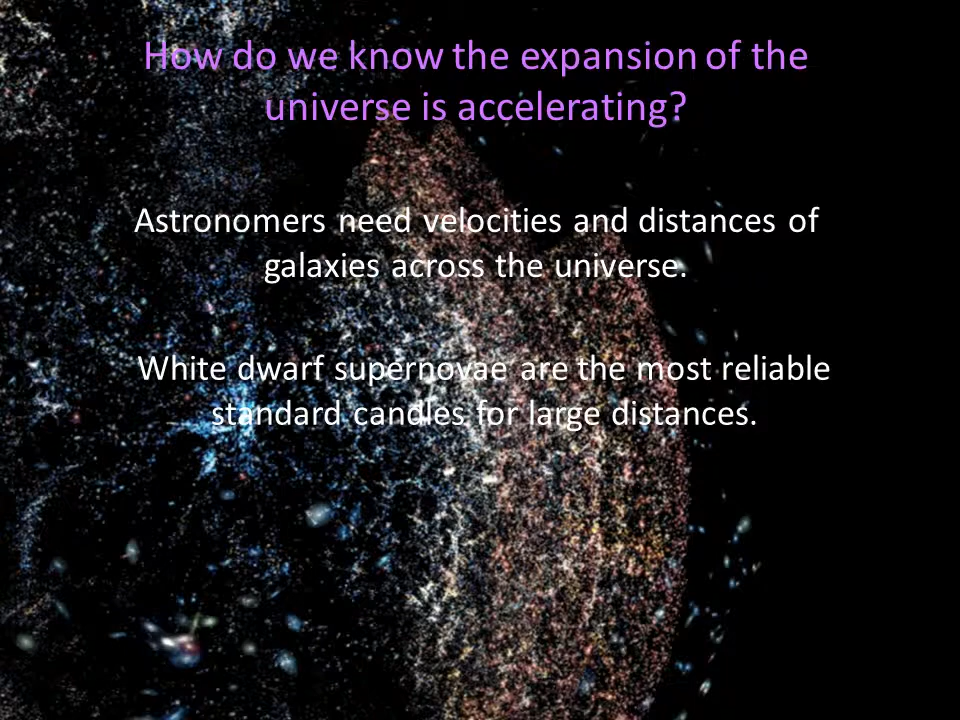 How do we know the expansion of the
universe is accelerating?
Astronomers need velocities and distances of
galaxies across the universe.
White dwarf supernovae are the most reliable
standard candles for large distances.